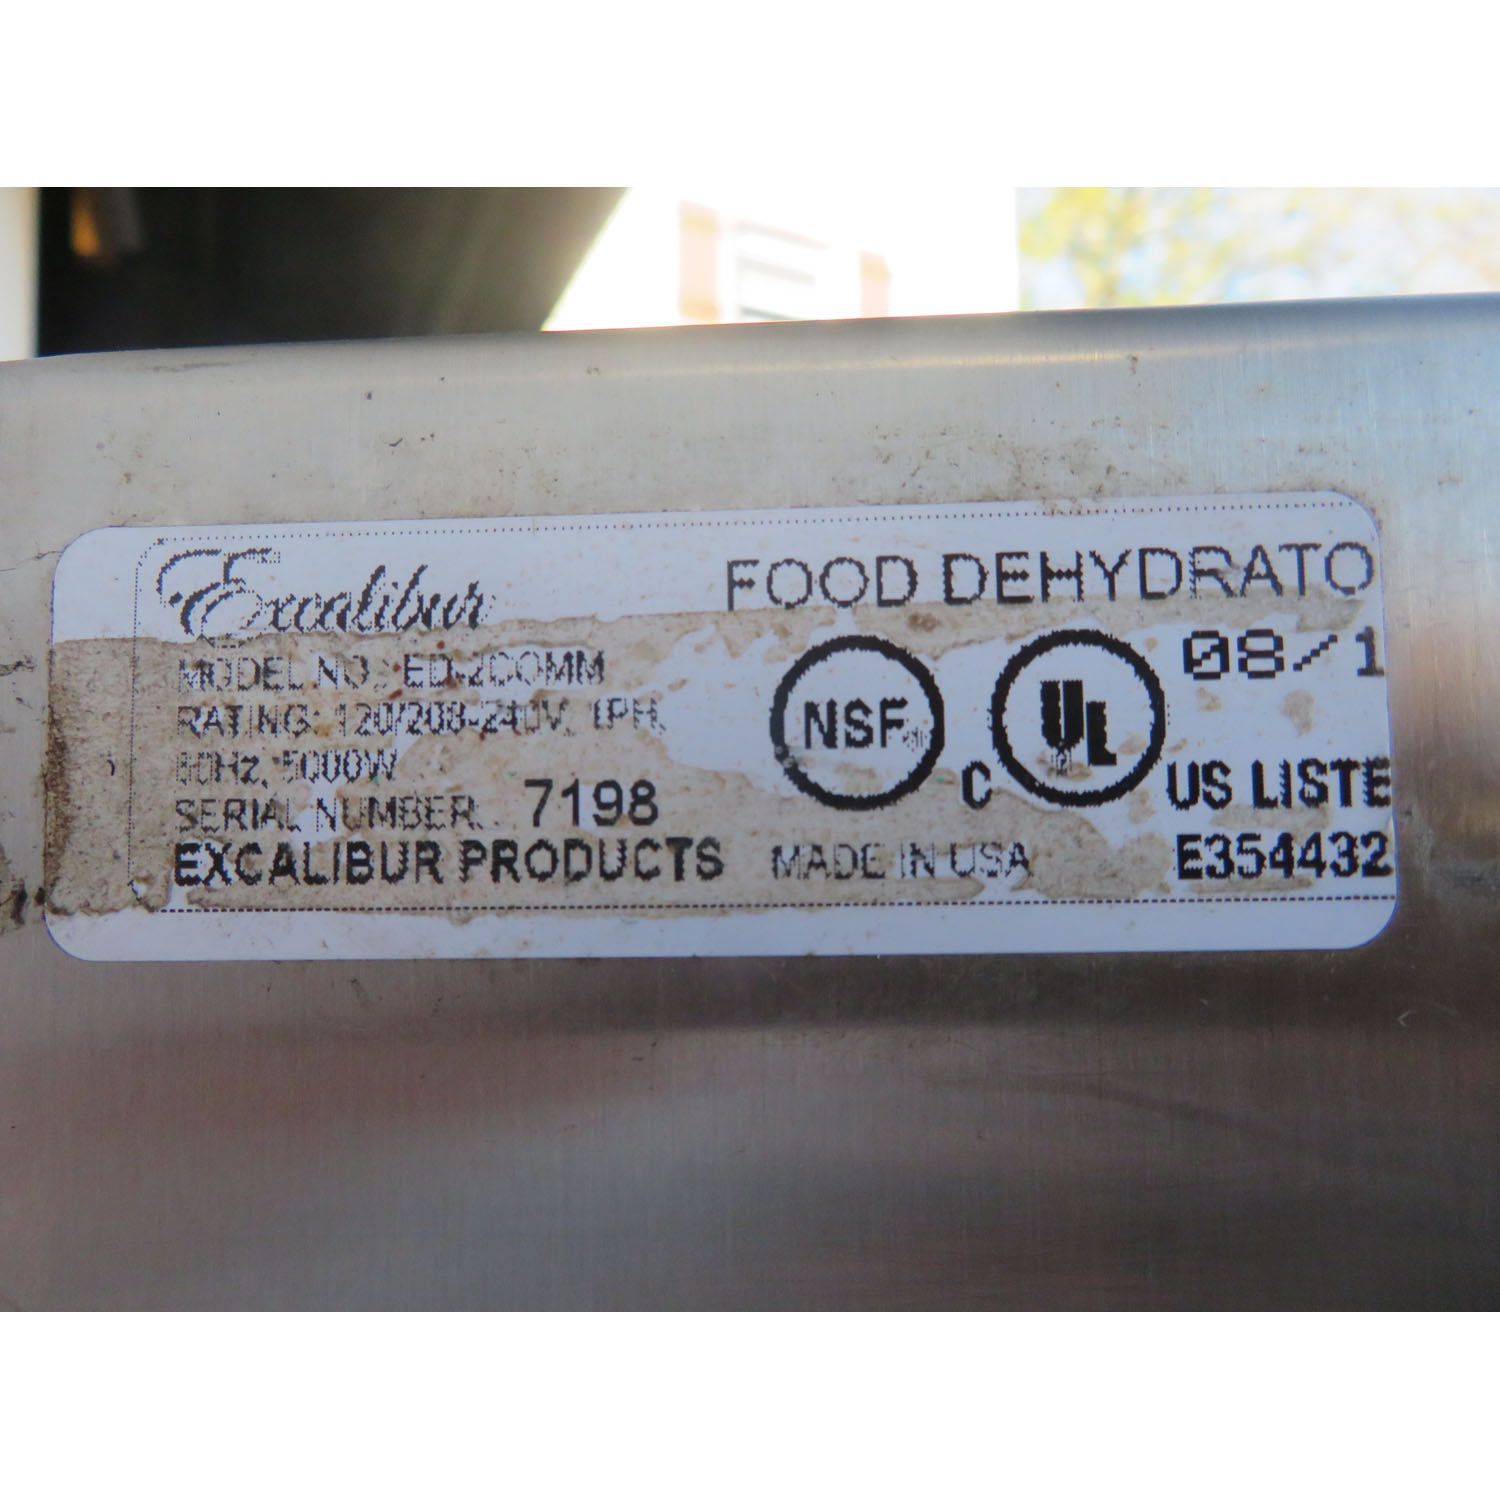 Excalibur FOOD DEHYDRATO
MODEL NO.: ED-2COMM
08/1
RATING: 120/208-240V, 1PH,
60Hz, 5000W
NSF
C UL US LISTE
SERIAL NUMBER: 7198
EXCALIBUR PRODUCTS MADE IN USA E354432